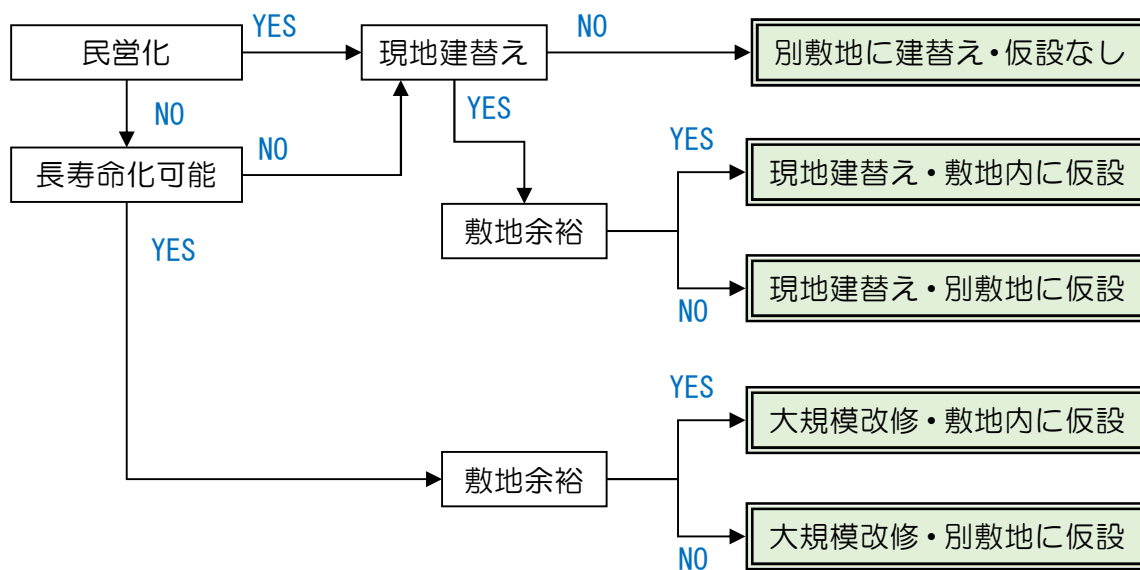 民営化
YES
現地建替え
NO
別敷地に建替え・仮設なし
NO
YES
長寿命化可能
NO
YES
現地建替え・敷地内に仮設
敷地余裕
YES
現地建替え・別敷地に仮設
NO
YES
大規模改修・敷地内に仮設
敷地余裕
大規模改修・別敷地に仮設
NO